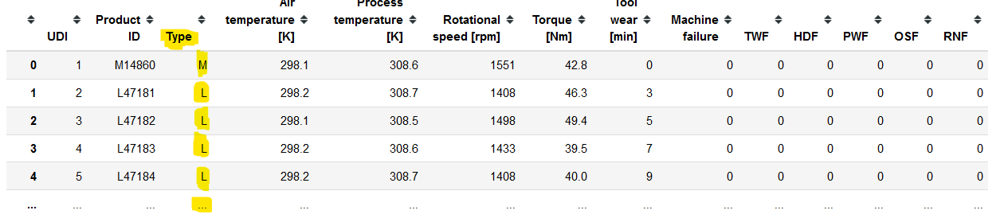 Air Process Tool
Product temperature temperature Rotational Torque wear Machine
UDI ID Type [K] [K] speed [rpm] [Nm] [min] failure TWF HDF PWF OSF RNF
0 1 M14860 M 298.1 308.6 1551 42.8 0 0 0 0 0 0 0
1 2 L47181 L 298.2 308.7 1408 46.3 3 0 0 0 0 0 0
2 3 L47182 L 298.1 308.5 1498 49.4 5 0 0 0 0 0 0
3 4 L47183 L 298.2 308.6 1433 39.5 7 0 0 0 0 0 0
4 5 L47184 L 298.2 308.7 1408 40.0 9 0 0 0 0 0 0
... ... ... ... ... ... ... ... ... ... ... ... ... ... ...